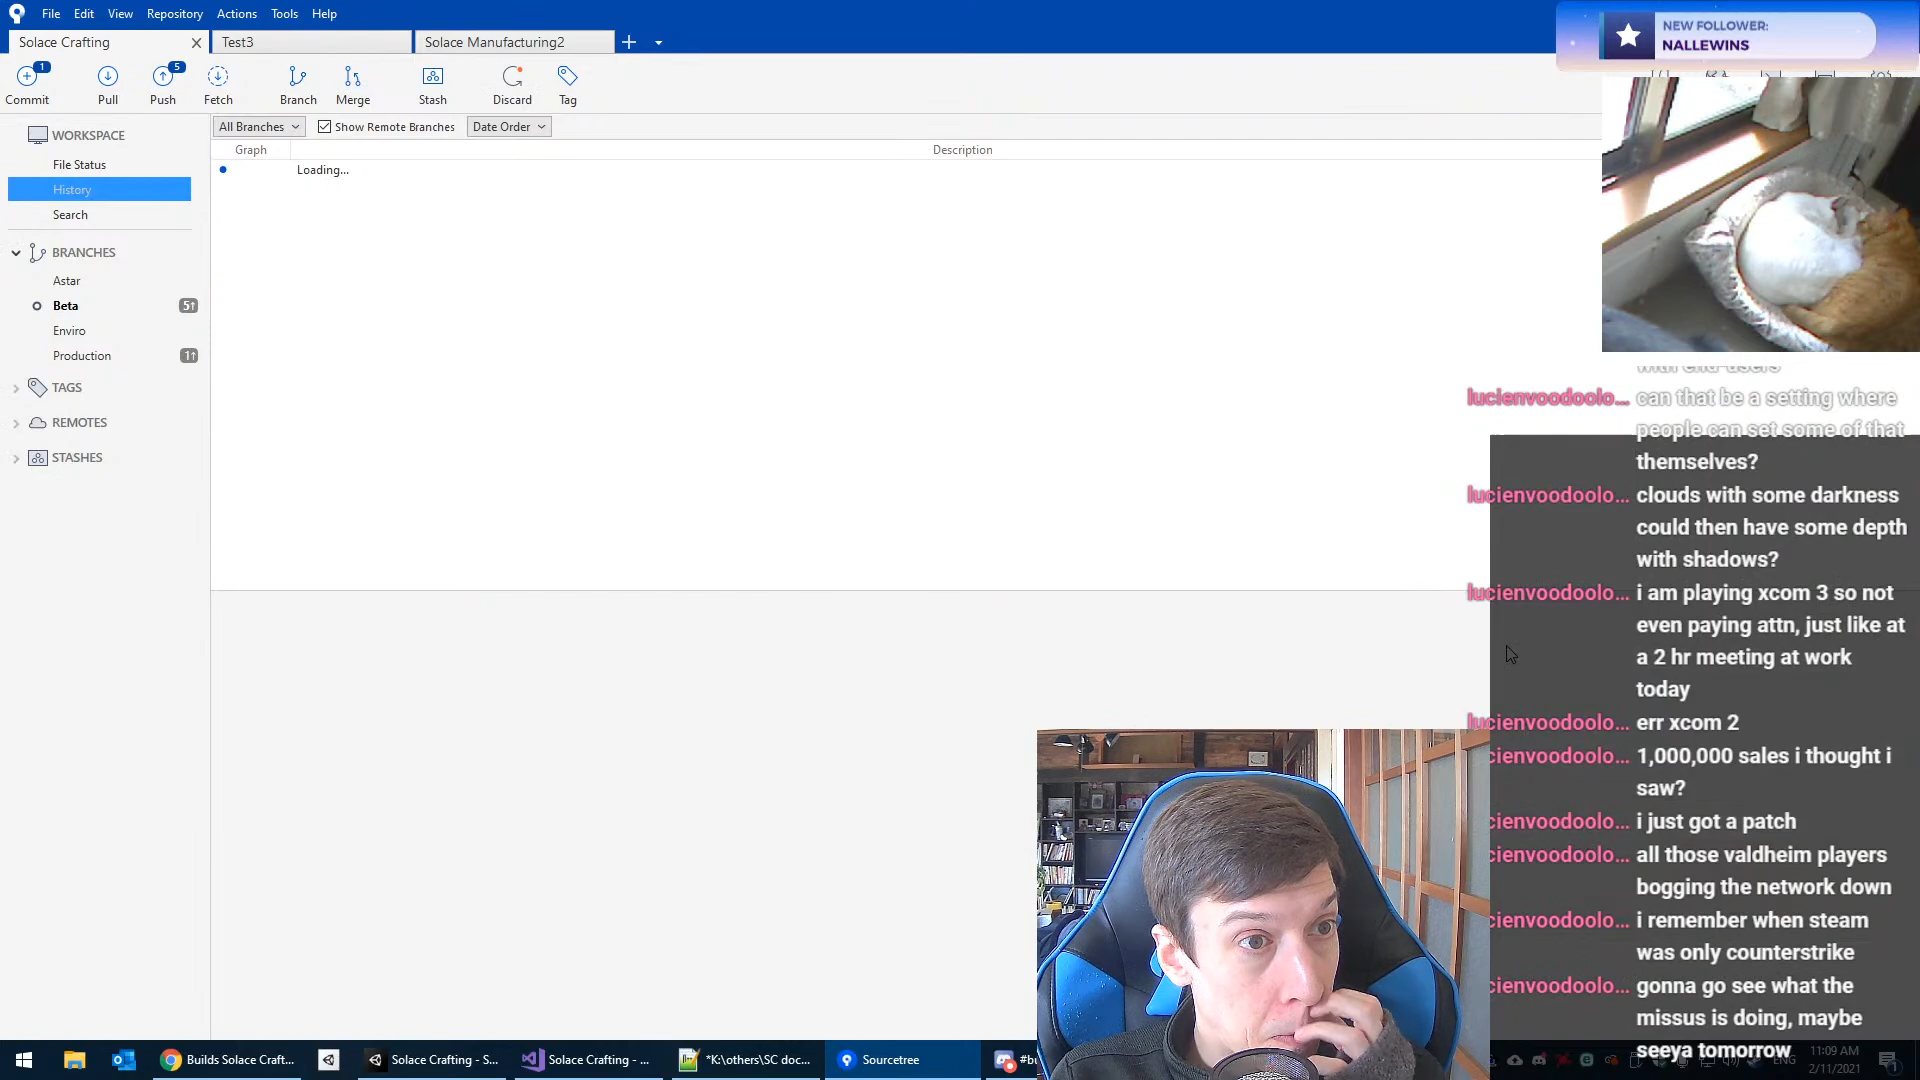 File Edit View Repository Actions Tools Help
Solace Crafting
Test3
Solace Manufacturing2
NEW FOLLOWER:
NALLEWINS
1
5
Commit Pull Push Fetch Branch Merge Stash Discard Tag
WORKSPACE
File Status
History
Search
BRANCHES
Astar
Beta 5↑
Enviro
Production 1↑
TAGS
REMOTES
STASHES
All Branches Show Remote Branches Date Order
Graph Description
Loading...
with end-users
lucienvoodoolo... can that be a setting where
people can set some of that
themselves?
lucienvoodoolo... clouds with some darkness
could then have some depth
with shadows?
lucienvoodoolo... i am playing xcom 3 so not
even paying attn, just like at
a 2 hr meeting at work
today
lucienvoodoolo... err xcom 2
cienvoodoolo... 1,000,000 sales i thought i
saw?
cienvoodoolo... i just got a patch
cienvoodoolo... all those valdheim players
bogging the network down
cienvoodoolo... i remember when steam
was only counterstrike
cienvoodoolo... gonna go see what the
missus is doing, maybe
seeya tomorrow
Builds Solace Craft...
Solace Crafting - S...
Solace Crafting - ...
*K:\others\SC doc...
Sourcetree
#bu
ENG
11:09 AM
2/11/2021
1